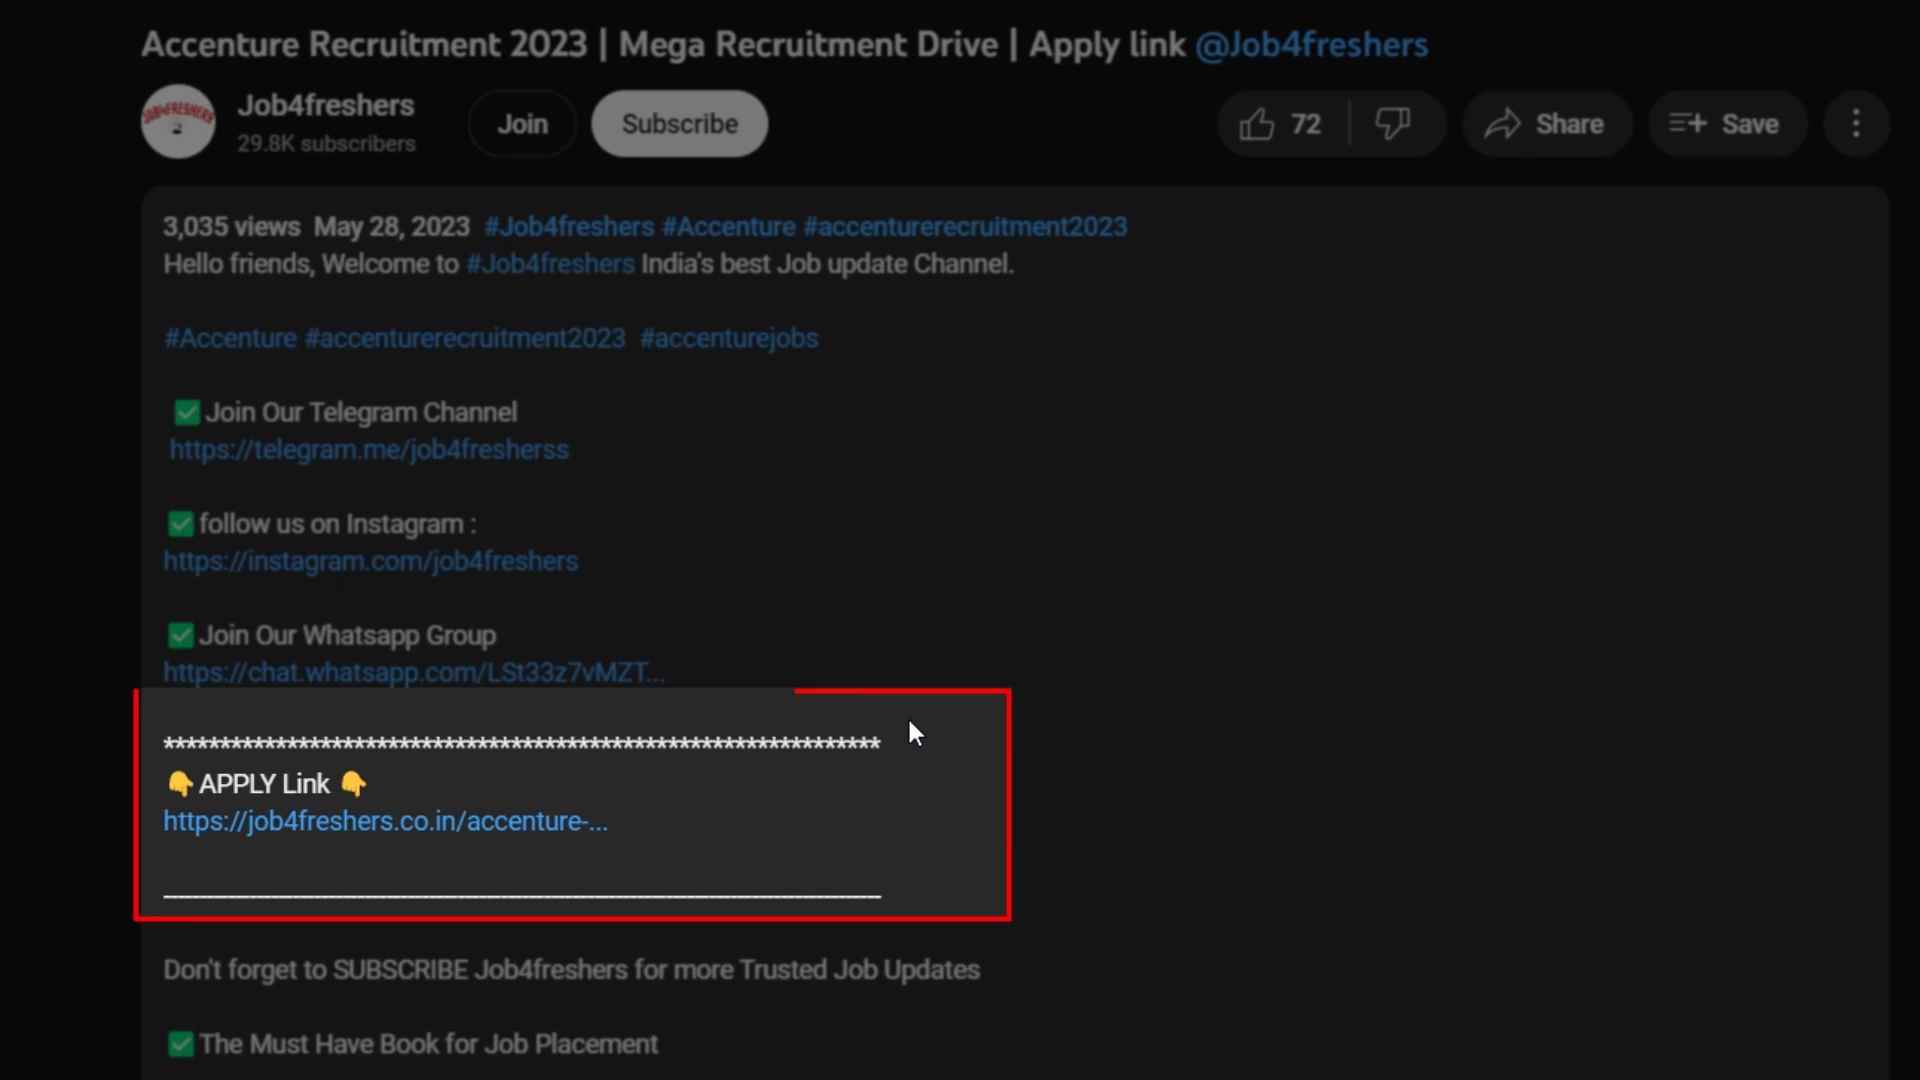 Accenture Recruitment 2023 | Mega Recruitment Drive | Apply link @Job4freshers
JOB4FRESHERS
Job4freshers
29.8K subscribers
Join
Subscribe
72
Share
Save
3,035 views May 28, 2023 #Job4freshers #Accenture #accenturerecruitment2023
Hello friends, Welcome to #Job4freshers India's best Job update Channel.
#Accenture #accenturerecruitment2023 #accenturejobs
✅ Join Our Telegram Channel
https://telegram.me/job4fresherss
✅ follow us on Instagram :
https://instagram.com/job4freshers
✅ Join Our Whatsapp Group
https://chat.whatsapp.com/LSt33z7vMZT...
****************************************************************
👇 APPLY Link 👇
https://job4freshers.co.in/accenture-...
Don't forget to SUBSCRIBE Job4freshers for more Trusted Job Updates
✅ The Must Have Book for Job Placement